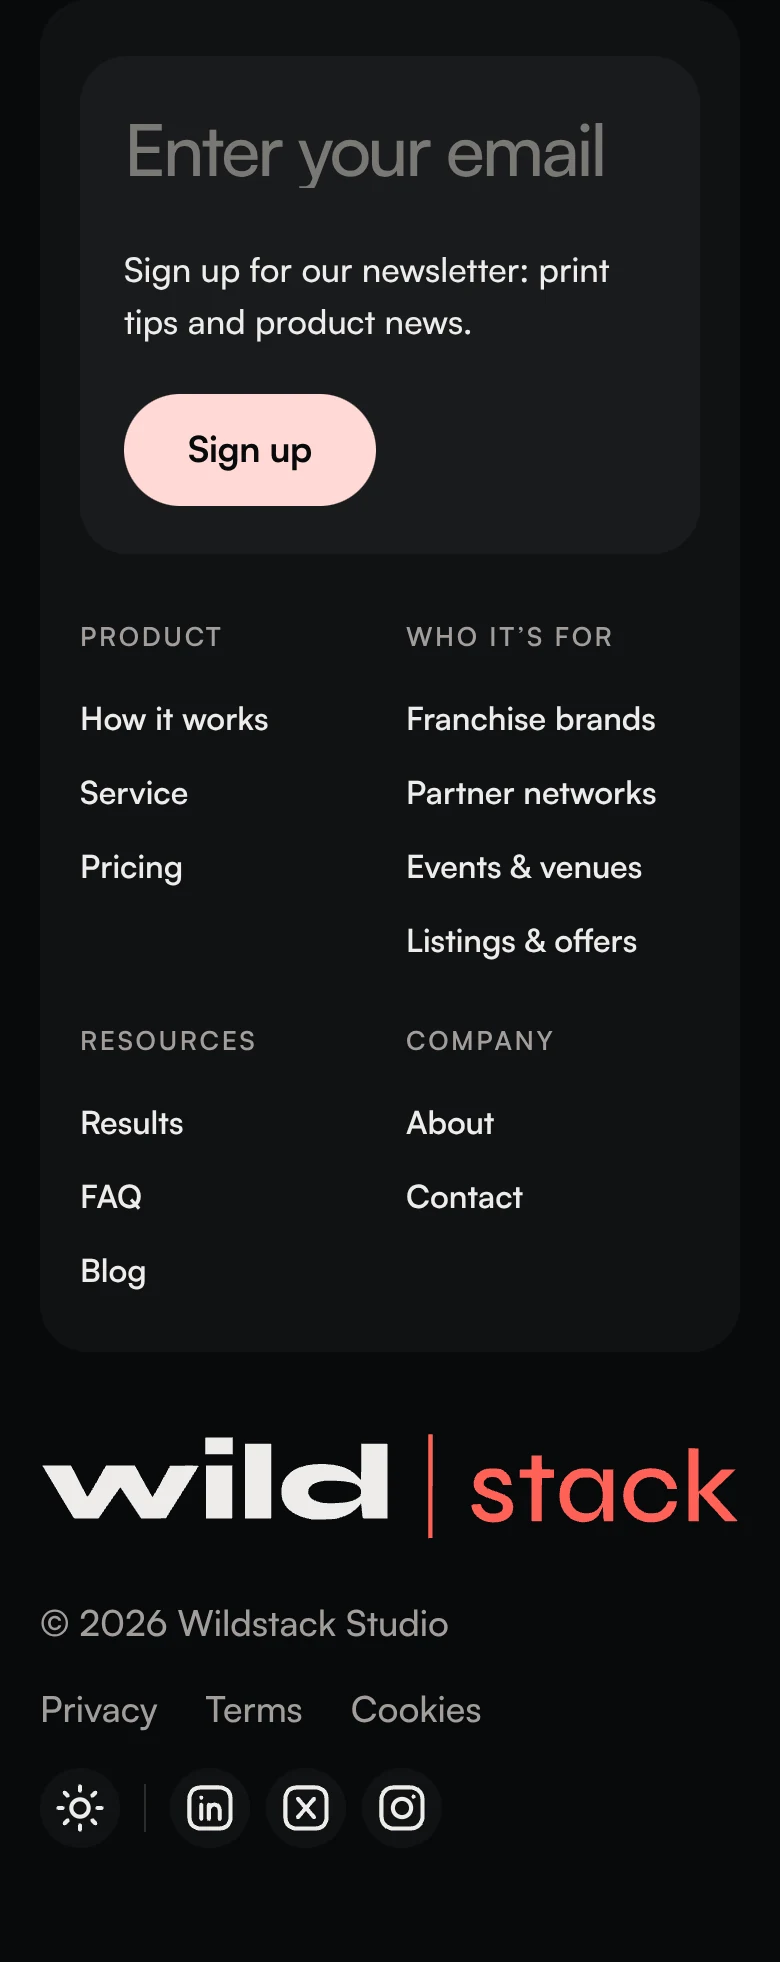 Enter your email
Sign up for our newsletter: print
tips and product news.
Sign up
PRODUCT
How it works
Service
Pricing
WHO IT’S FOR
Franchise brands
Partner networks
Events & venues
Listings & offers
RESOURCES
Results
FAQ
Blog
COMPANY
About
Contact
wild | stack
© 2026 Wildstack Studio
Privacy Terms Cookies
in X